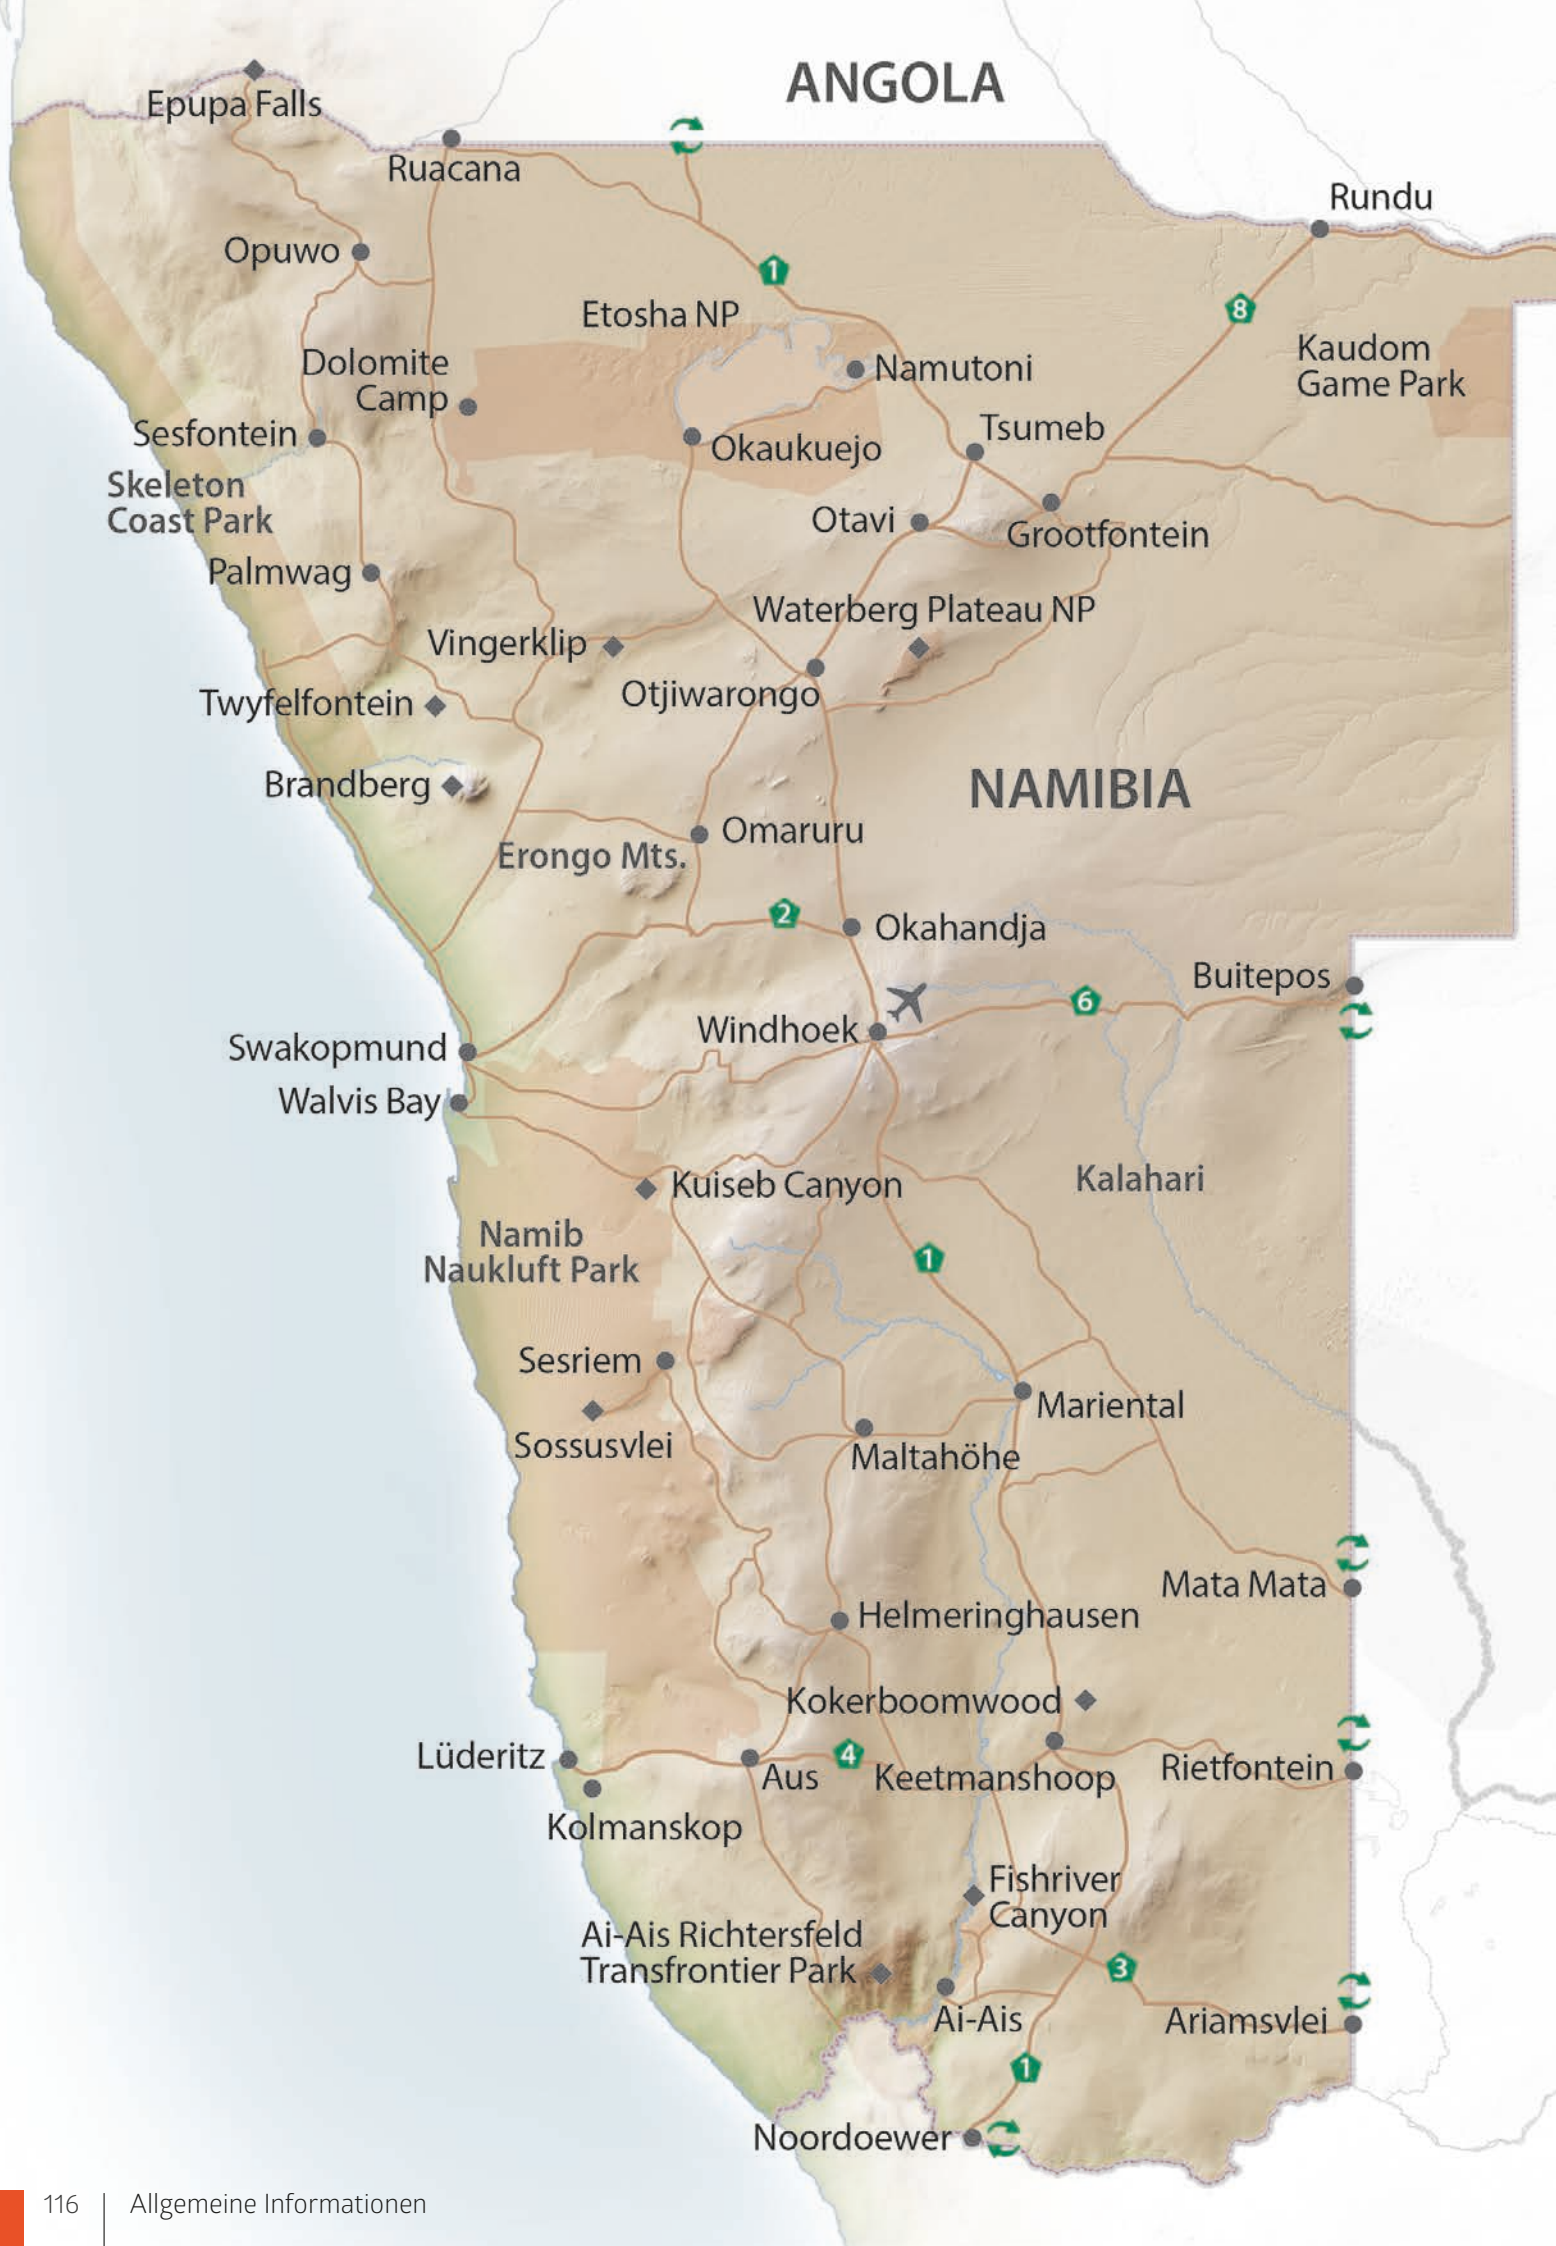 ANGOLA
Epupa Falls
Ruacana
Rundu
Opuwo
1
8
Etosha NP
Kaudom
Game Park
Dolomite
Camp
Namutoni
Sesfontein
Okaukuejo
Tsumeb
Skeleton
Coast Park
Otavi
Grootfontein
Palmwag
Waterberg Plateau NP
Vingerklip
Otjiwarongo
Twyfelfontein
Brandberg
NAMIBIA
Omaruru
Erongo Mts.
2
Okahandja
Buitepos
6
Windhoek
Swakopmund
Walvis Bay
Kuiseb Canyon
Kalahari
Namib
Naukluft Park
1
Sesriem
Mariental
Sossusvlei
Maltahöhe
Mata Mata
Helmeringhausen
Kokerboomwood
Lüderitz
4
Aus
Keetmanshoop
Rietfontein
Kolmanskop
Fishriver
Canyon
Ai-Ais Richtersfeld
Transfrontier Park
3
Ai-Ais
Ariamsvlei
1
Noordoewer
116
Allgemeine Informationen